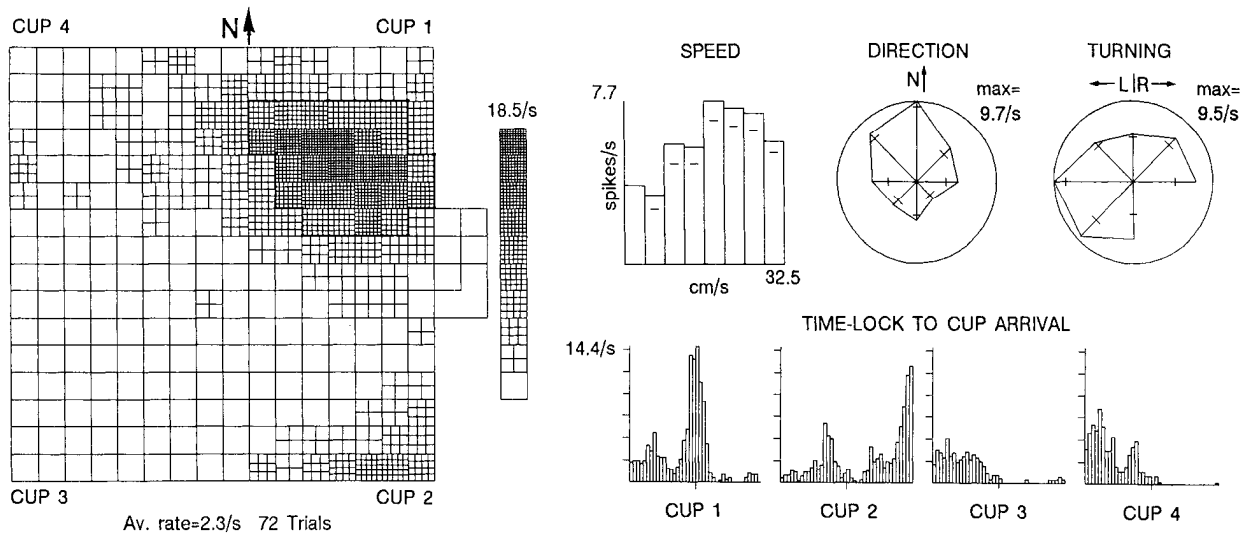 CUP 4
N
CUP 1
18.5/s
CUP 3
CUP 2
Av. rate=2.3/s 72 Trials
SPEED
7.7
spikes/s
cm/s
32.5
DIRECTION
N
max=
9.7/s
TURNING
L|R
max=
9.5/s
TIME-LOCK TO CUP ARRIVAL
14.4/s
CUP 1
CUP 2
CUP 3
CUP 4